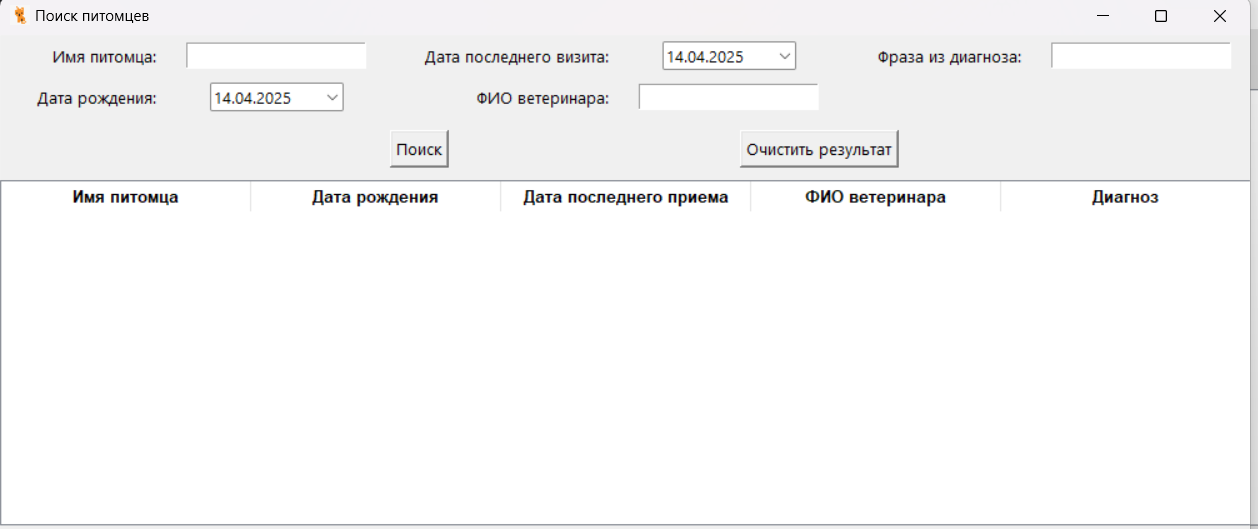 Поиск питомцев
Имя питомца: Дата последнего визита: 14.04.2025 Фраза из диагноза:
Дата рождения: 14.04.2025 ФИО ветеринара:
Поиск Очистить результат
Имя питомца Дата рождения Дата последнего приема ФИО ветеринара Диагноз